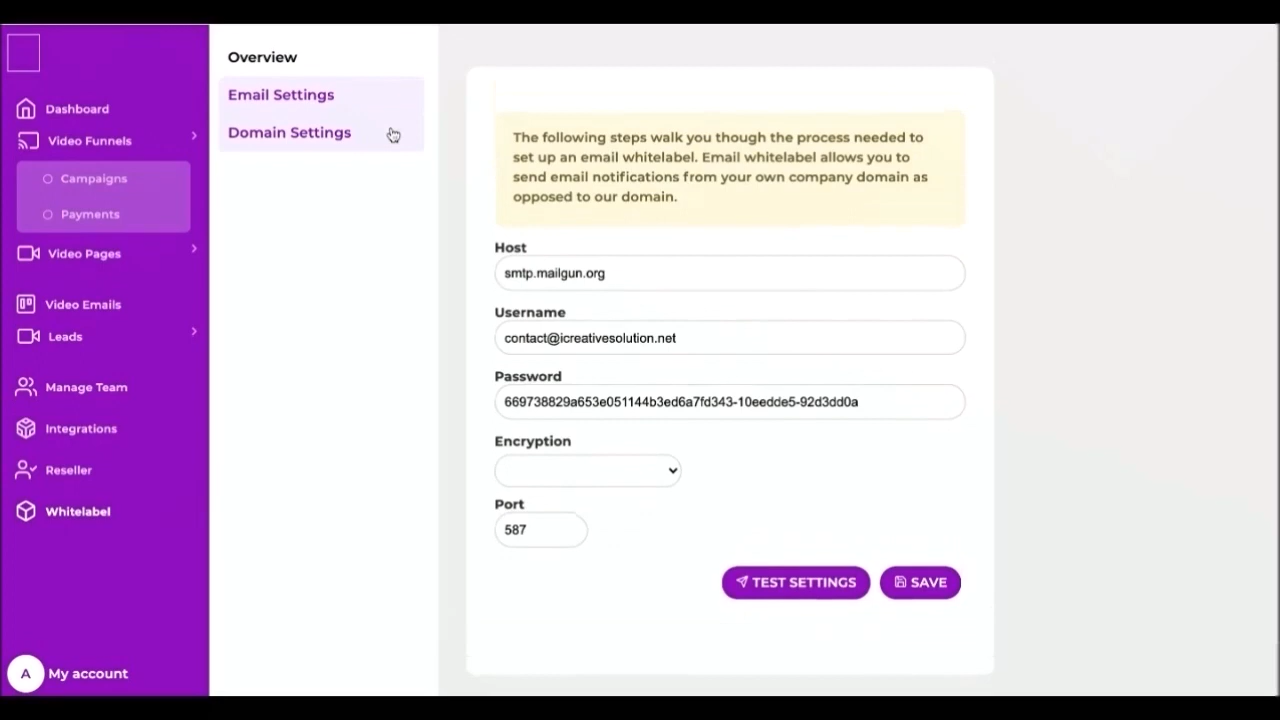 Overview
Email Settings
Domain Settings
Dashboard
Video Funnels
Campaigns
Payments
Video Pages
Video Emails
Leads
Manage Team
Integrations
Reseller
Whitelabel
A
My account
The following steps walk you though the process needed to
set up an email whitelabel. Email whitelabel allows you to
send email notifications from your own company domain as
opposed to our domain.
Host
smtp.mailgun.org
Username
contact@icreativesolution.net
Password
669738829a653e051144b3ed6a7fd343-10eedde5-92d3dd0a
Encryption
Port
587
TEST SETTINGS
SAVE